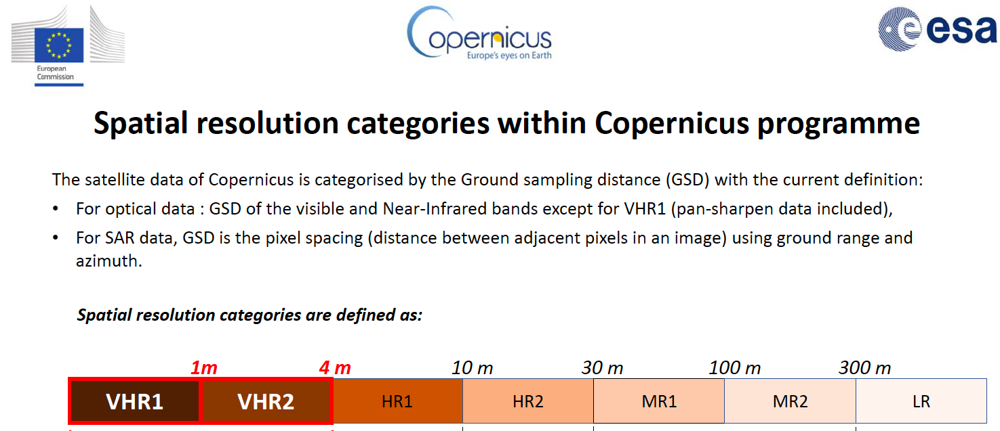 European
Commission
Copernicus
Europe's eyes on Earth
esa
Spatial resolution categories within Copernicus programme
The satellite data of Copernicus is categorised by the Ground sampling distance (GSD) with the current definition:
• For optical data : GSD of the visible and Near-Infrared bands except for VHR1 (pan-sharpen data included),
• For SAR data, GSD is the pixel spacing (distance between adjacent pixels in an image) using ground range and
azimuth.
Spatial resolution categories are defined as:
1m 4 m 10 m 30 m 100 m 300 m
VHR1 VHR2 HR1 HR2 MR1 MR2 LR